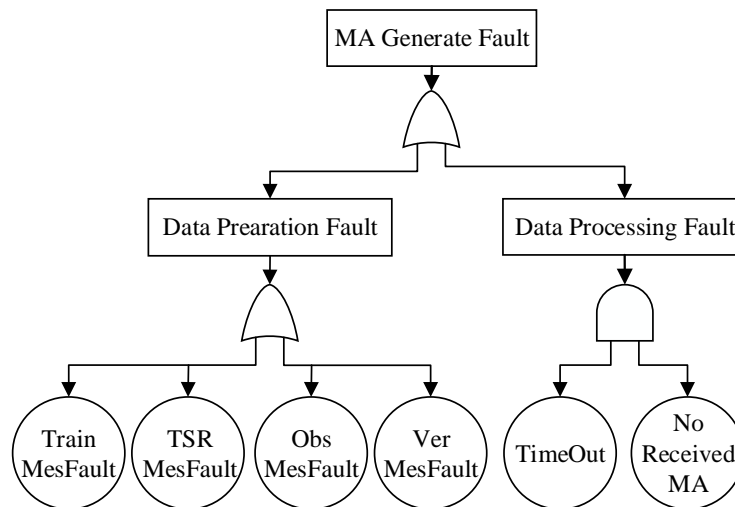 MA Generate Fault
Data Prearation Fault
Data Processing Fault
Train
MesFault
TSR
MesFault
Obs
MesFault
Ver
MesFault
TimeOut
No
Received
MA